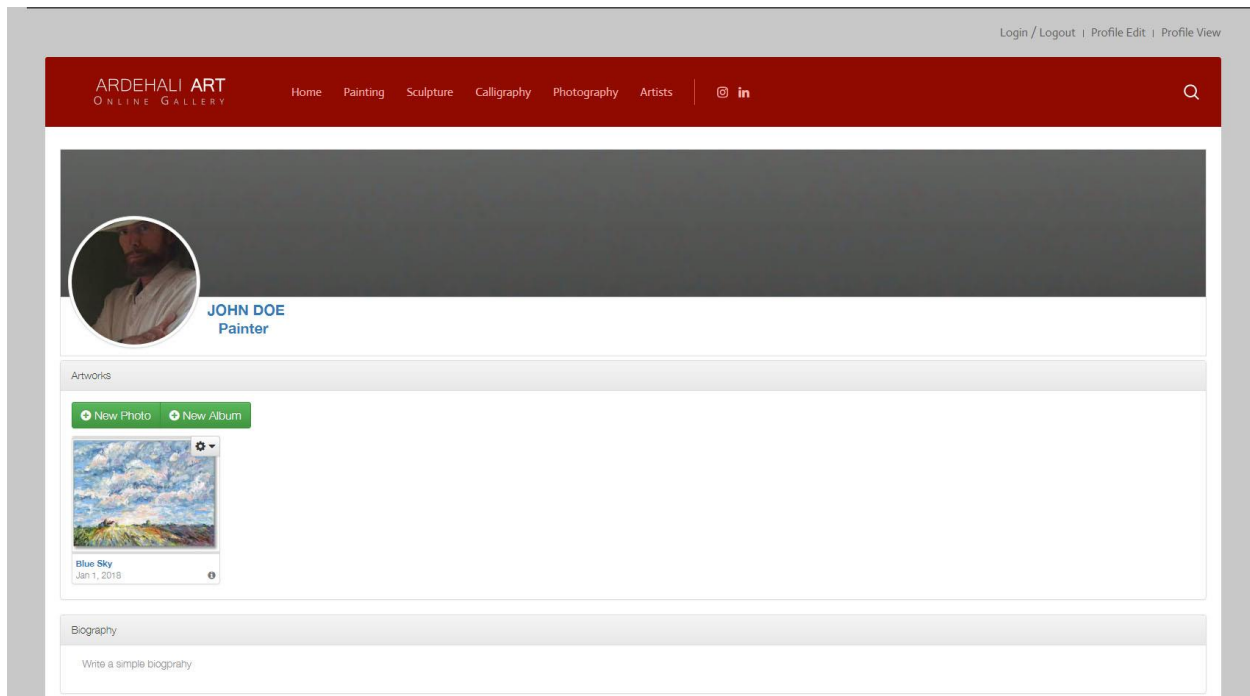 Login / Logout | Profile Edit | Profile View
ARDEHALI ART
ONLINE GALLERY
Home Painting Sculpture Calligraphy Photography Artists in
JOHN DOE
Painter
Artworks
New Photo New Album
Blue Sky
Jan 1, 2018
Biography
Write a simple biogprahy